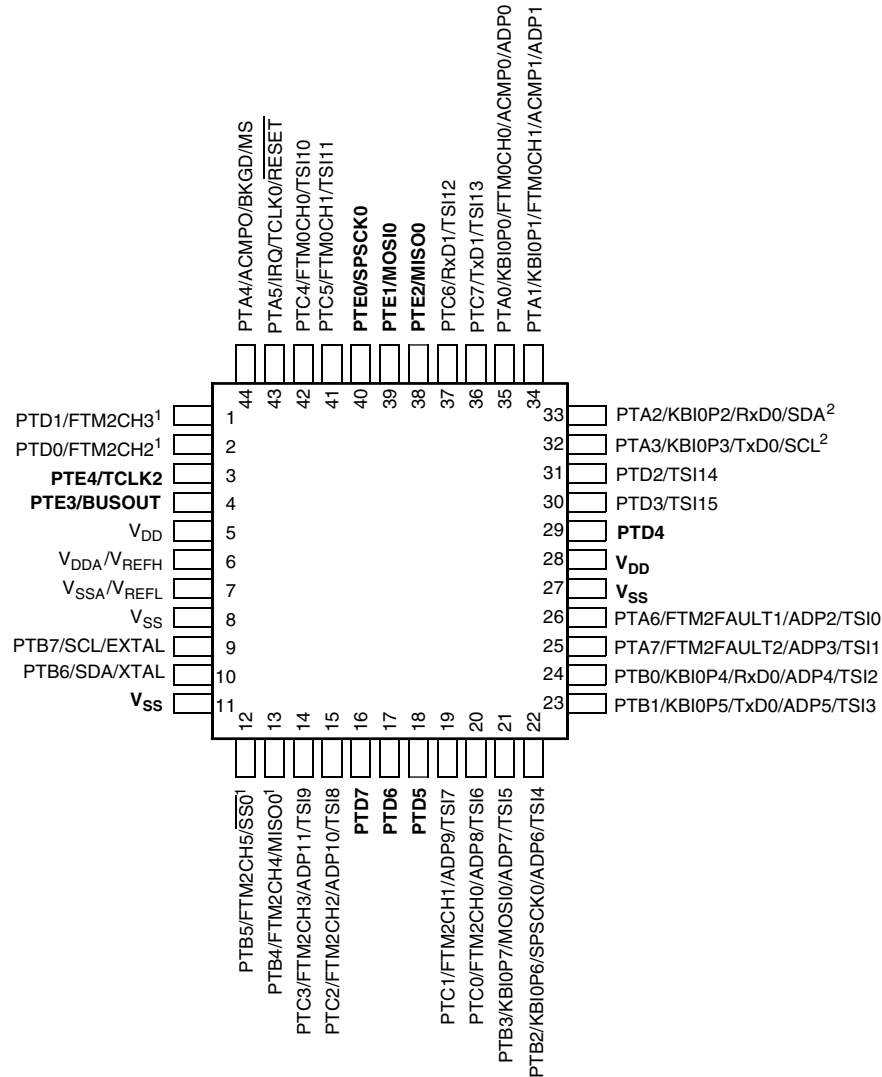 PTA4/ACMPO/BKGD/MS
PTA5/IRQ/TCLK0/RESET
PTC4/FTM0CH0/TSI10
PTC5/FTM0CH1/TSI11
PTE0/SPSCK0
PTE1/MOSI0
PTE2/MISO0
PTC6/RxD1/TSI12
PTC7/TxD1/TSI13
PTA0/KBI0P0/FTM0CH0/ACMP0/ADP0
PTA1/KBI0P1/FTM0CH1/ACMP1/ADP1
44
43
42
41
40
39
38
37
36
35
34
PTD1/FTM2CH3¹ 1
PTD0/FTM2CH2¹ 2
PTE4/TCLK2 3
PTE3/BUSOUT 4
VDD 5
VDDA/VREFH 6
VSSA/VREFL 7
VSS 8
PTB7/SCL/EXTAL 9
PTB6/SDA/XTAL 10
VSS 11
33 PTA2/KBI0P2/RxD0/SDA²
32 PTA3/KBI0P3/TxD0/SCL²
31 PTD2/TSI14
30 PTD3/TSI15
29 PTD4
28 VDD
27 VSS
26 PTA6/FTM2FAULT1/ADP2/TSI0
25 PTA7/FTM2FAULT2/ADP3/TSI1
24 PTB0/KBI0P4/RxD0/ADP4/TSI2
23 PTB1/KBI0P5/TxD0/ADP5/TSI3
12
13
14
15
16
17
18
19
20
21
22
PTB5/FTM2CH5/SS0¹
PTB4/FTM2CH4/MISO0¹
PTC3/FTM2CH3/ADP11/TSI9
PTC2/FTM2CH2/ADP10/TSI8
PTD7
PTD6
PTD5
PTC1/FTM2CH1/ADP9/TSI7
PTC0/FTM2CH0/ADP8/TSI6
PTB3/KBI0P7/MOSI0/ADP7/TSI5
PTB2/KBI0P6/SPSCK0/ADP6/TSI4